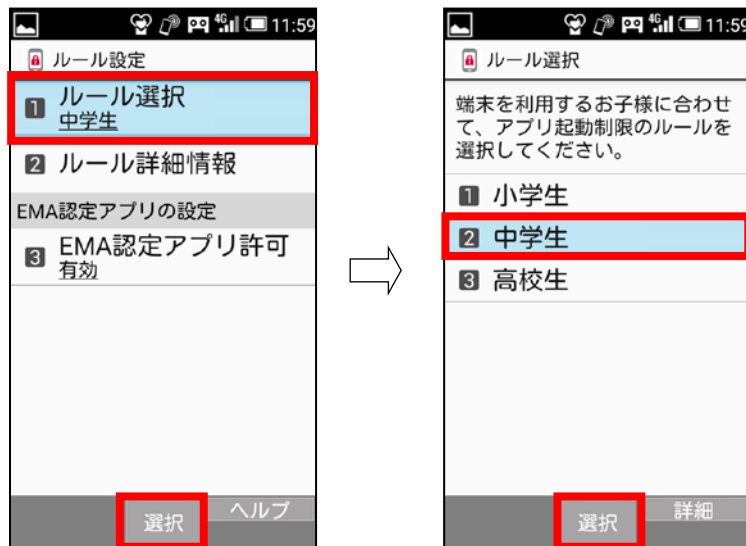 4G 11:59
ルール設定
1 ルール選択
中学生
2 ルール詳細情報
EMA認定アプリの設定
3 EMA認定アプリ許可
有効
選択 ヘルプ
4G 11:59
ルール選択
端末を利用するお子様に合わせ
て、アプリ起動制限のルールを
選択してください。
1 小学生
2 中学生
3 高校生
選択 詳細